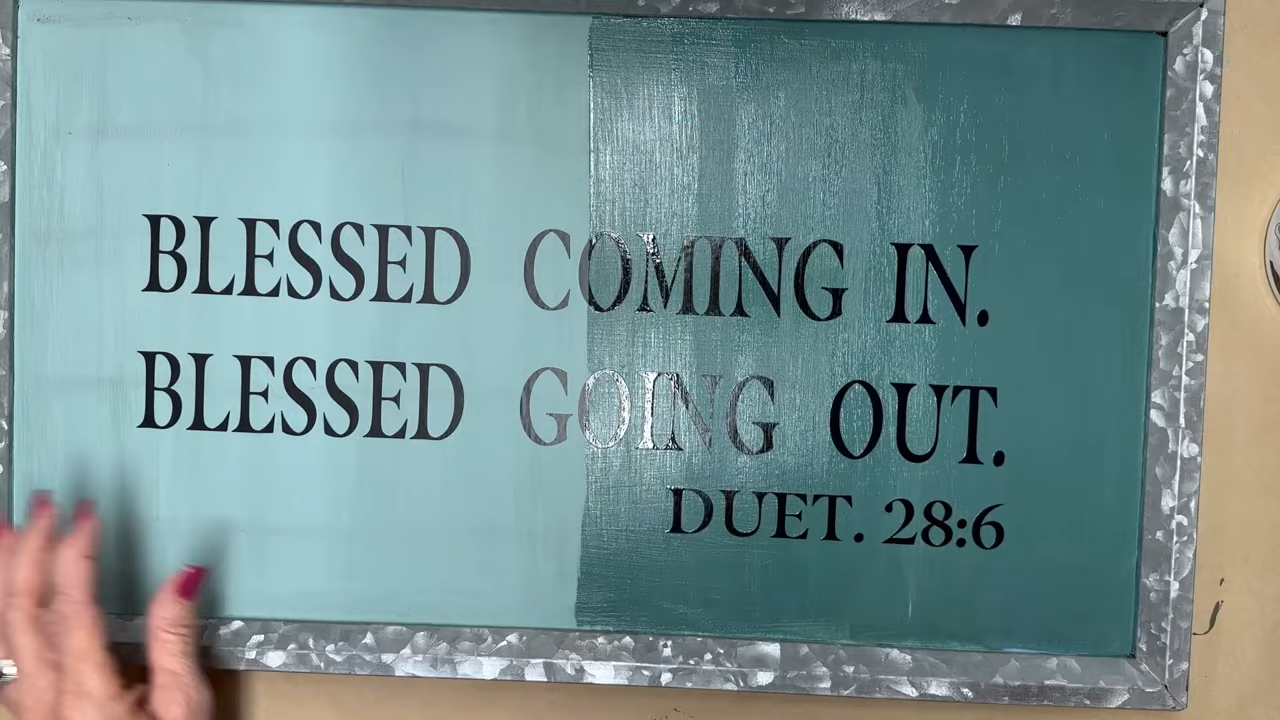 BLESSED COMING IN.
BLESSED GOING OUT.
DUET. 28:6